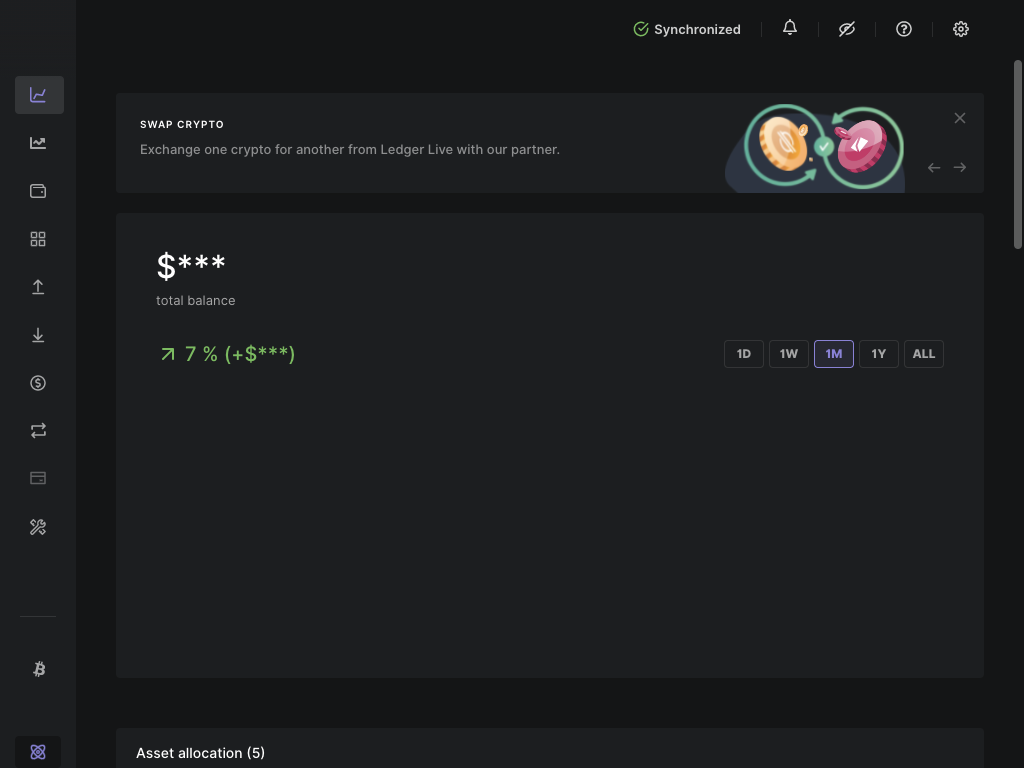 Synchronized
SWAP CRYPTO
Exchange one crypto for another from Ledger Live with our partner.
$***
total balance
7 % (+$***)
1D 1W 1M 1Y ALL
Asset allocation (5)